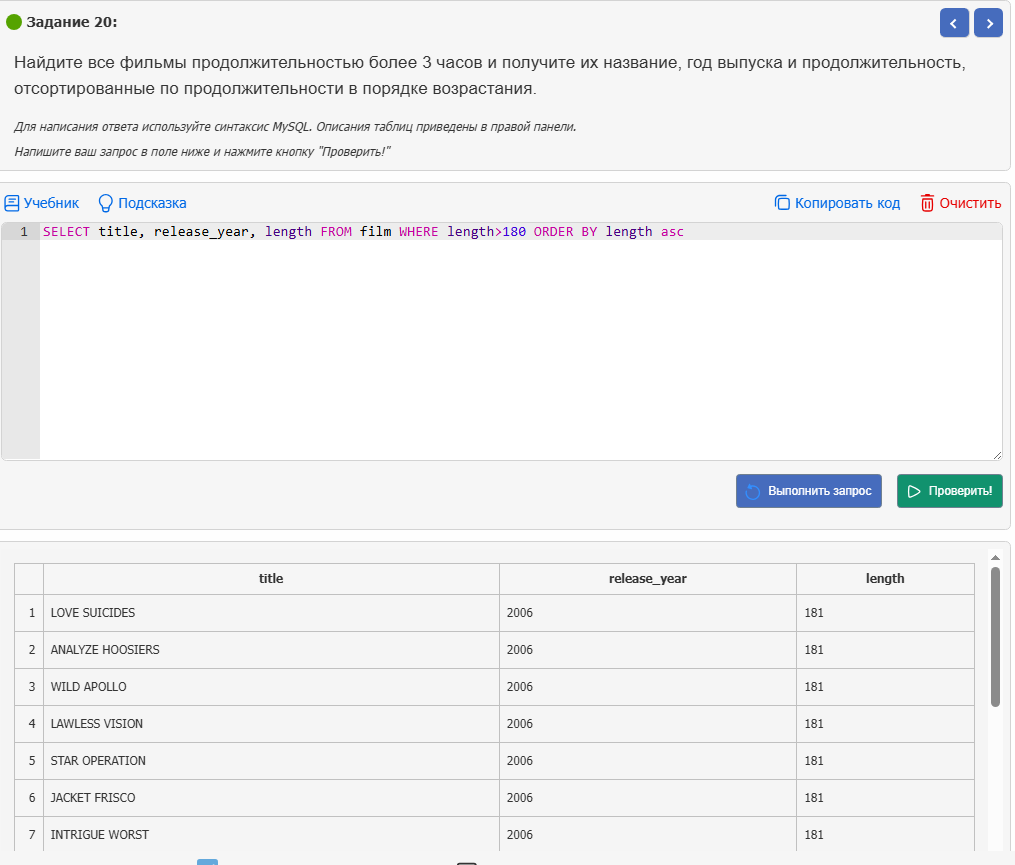 Задание 20:
Найдите все фильмы продолжительностью более 3 часов и получите их название, год выпуска и продолжительность,
отсортированные по продолжительности в порядке возрастания.
Для написания ответа используйте синтаксис MySQL. Описания таблиц приведены в правой панели.
Напишите ваш запрос в поле ниже и нажмите кнопку "Проверить!"
Учебник Подсказка Копировать код Очистить
1 SELECT title, release_year, length FROM film WHERE length>180 ORDER BY length asc
Выполнить запрос Проверить!
title release_year length
1 LOVE SUICIDES 2006 181
2 ANALYZE HOOSIERS 2006 181
3 WILD APOLLO 2006 181
4 LAWLESS VISION 2006 181
5 STAR OPERATION 2006 181
6 JACKET FRISCO 2006 181
7 INTRIGUE WORST 2006 181